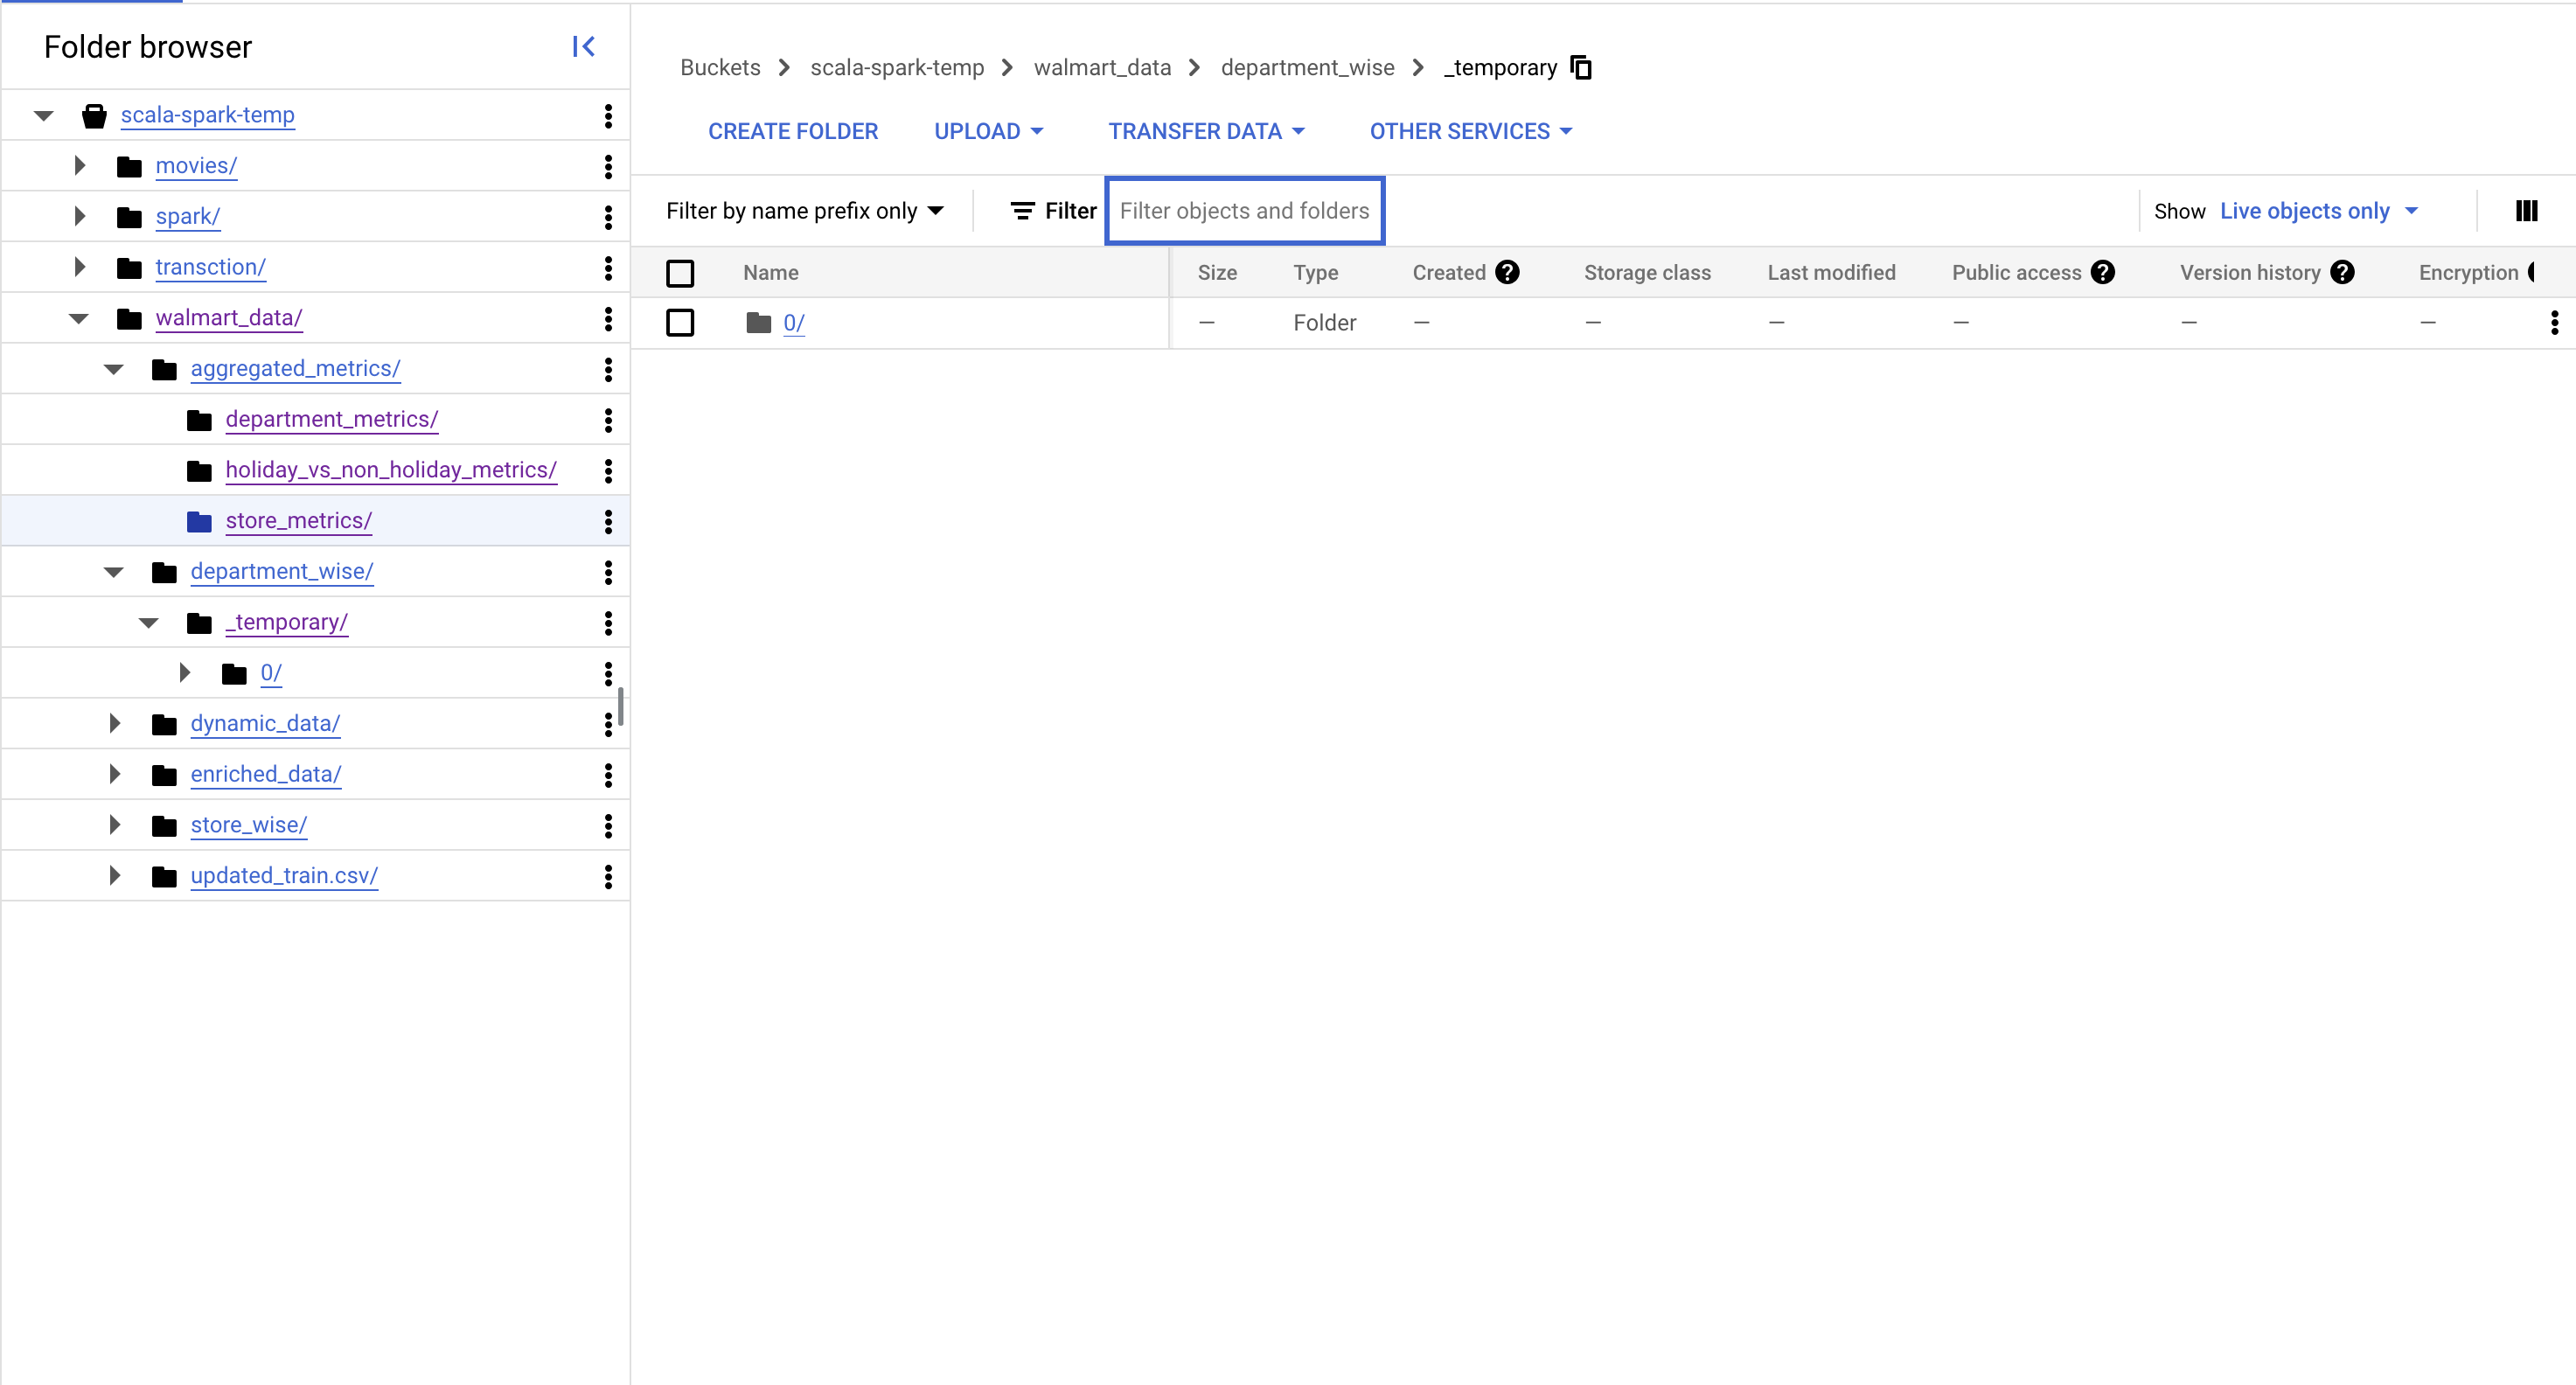 Folder browser
scala-spark-temp
movies/
spark/
transction/
walmart_data/
aggregated_metrics/
department_metrics/
holiday_vs_non_holiday_metrics/
store_metrics/
department_wise/
_temporary/
0/
dynamic_data/
enriched_data/
store_wise/
updated_train.csv/
Buckets scala-spark-temp walmart_data department_wise _temporary
CREATE FOLDER UPLOAD TRANSFER DATA OTHER SERVICES
Filter by name prefix only Filter Filter objects and folders Show Live objects only
Name Size Type Created ? Storage class Last modified Public access ? Version history ? Encryption
0/ — Folder — — — — — —